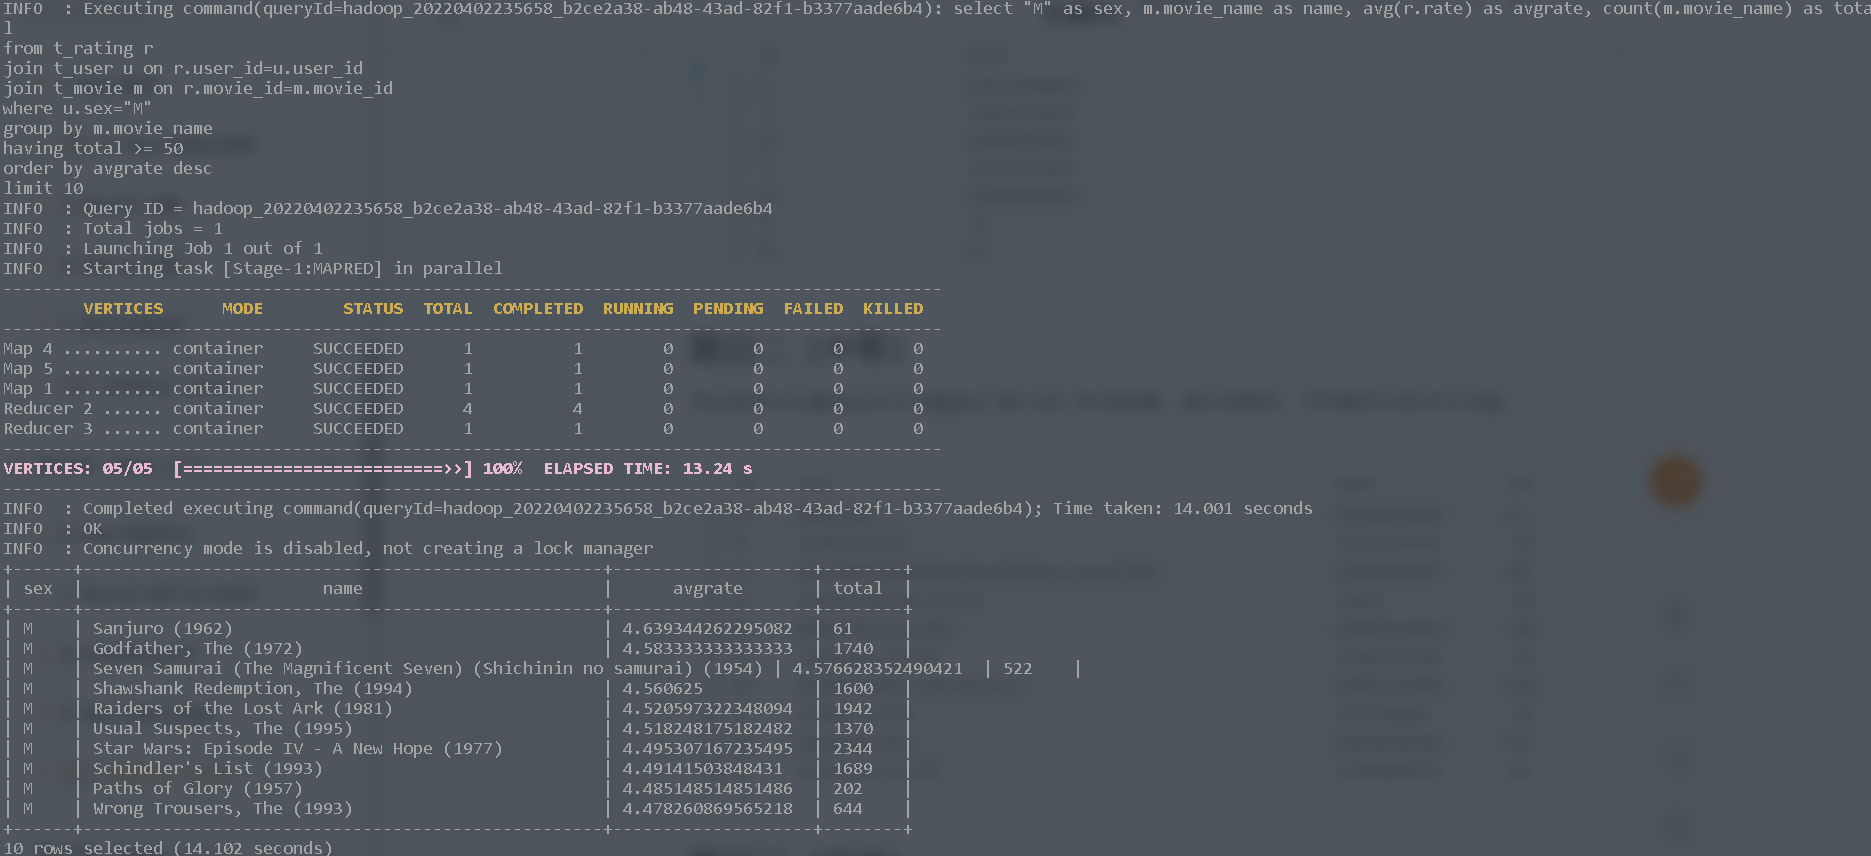 INFO  : Executing command(queryId=hadoop_20220402235658_b2ce2a38-ab48-43ad-82f1-b3377aade6b4): select "M" as sex, m.movie_name as name, avg(r.rate) as avgrate, count(m.movie_name) as tota
l
from t_rating r
join t_user u on r.user_id=u.user_id
join t_movie m on r.movie_id=m.movie_id
where u.sex="M"
group by m.movie_name
having total >= 50
order by avgrate desc
limit 10
INFO  : Query ID = hadoop_20220402235658_b2ce2a38-ab48-43ad-82f1-b3377aade6b4
INFO  : Total jobs = 1
INFO  : Launching Job 1 out of 1
INFO  : Starting task [Stage-1:MAPRED] in parallel
----------------------------------------------------------------------------------------------
        VERTICES      MODE        STATUS  TOTAL  COMPLETED  RUNNING  PENDING  FAILED  KILLED
----------------------------------------------------------------------------------------------
Map 4 .......... container     SUCCEEDED      1          1        0        0       0       0
Map 5 .......... container     SUCCEEDED      1          1        0        0       0       0
Map 1 .......... container     SUCCEEDED      1          1        0        0       0       0
Reducer 2 ...... container     SUCCEEDED      4          4        0        0       0       0
Reducer 3 ...... container     SUCCEEDED      1          1        0        0       0       0
----------------------------------------------------------------------------------------------
VERTICES: 05/05  [==========================>>] 100%  ELAPSED TIME: 13.24 s
----------------------------------------------------------------------------------------------
INFO  : Completed executing command(queryId=hadoop_20220402235658_b2ce2a38-ab48-43ad-82f1-b3377aade6b4); Time taken: 14.001 seconds
INFO  : OK
INFO  : Concurrency mode is disabled, not creating a lock manager
+------+----------------------------------------------------+--------------------+--------+
| sex  |                        name                        |      avgrate       | total  |
+------+----------------------------------------------------+--------------------+--------+
| M    | Sanjuro (1962)                                     | 4.639344262295082  | 61     |
| M    | Godfather, The (1972)                              | 4.583333333333333  | 1740   |
| M    | Seven Samurai (The Magnificent Seven) (Shichinin no samurai) (1954) | 4.576628352490421  | 522    |
| M    | Shawshank Redemption, The (1994)                   | 4.560625           | 1600   |
| M    | Raiders of the Lost Ark (1981)                     | 4.520597322348094  | 1942   |
| M    | Usual Suspects, The (1995)                         | 4.518248175182482  | 1370   |
| M    | Star Wars: Episode IV - A New Hope (1977)          | 4.495307167235495  | 2344   |
| M    | Schindler's List (1993)                            | 4.49141503848431   | 1689   |
| M    | Paths of Glory (1957)                              | 4.485148514851486  | 202    |
| M    | Wrong Trousers, The (1993)                         | 4.478260869565218  | 644    |
+------+----------------------------------------------------+--------------------+--------+
10 rows selected (14.102 seconds)